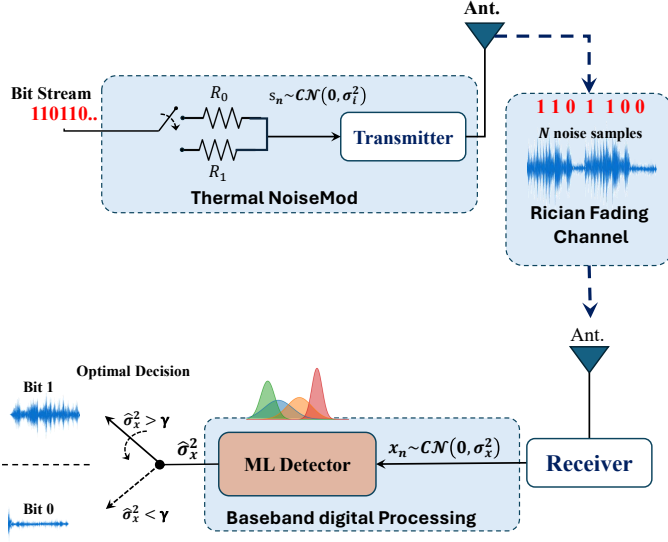 Ant.
Bit Stream
110110..
R₀
sₙ~𝒞𝒩(0, σᵢ²)
Transmitter
R₁
Thermal NoiseMod
1 1 0 1 1 0 0
N noise samples
Rician Fading
Channel
Ant.
Optimal Decision
Bit 1
σ̂ₓ² > γ
σ̂ₓ²
ML Detector
xₙ~𝒞𝒩(0, σₓ²)
Receiver
Bit 0
σ̂ₓ² < γ
Baseband digital Processing